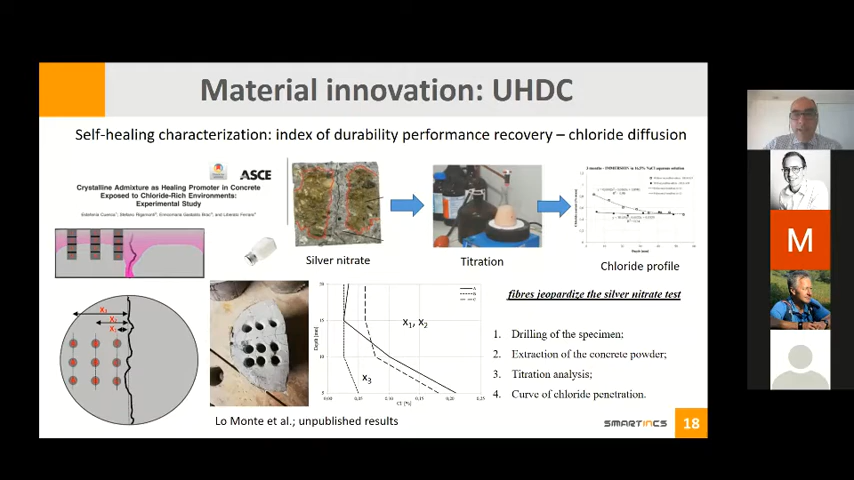 Material innovation: UHDC
Self-healing characterization: index of durability performance recovery – chloride diffusion
ASCE
Crystalline Admixture as Healing Promoter in Concrete
Exposed to Chloride-Rich Environments:
Experimental Study
Silver nitrate
Titration
Chloride profile
X₃
X₂
X₁
x₁, x₂
x₃
Depth [mm]
fibres jeopardize the silver nitrate test
1. Drilling of the specimen;
2. Extraction of the concrete powder;
3. Titration analysis;
4. Curve of chloride penetration.
Lo Monte et al.; unpublished results
SMARTINCS
18
M